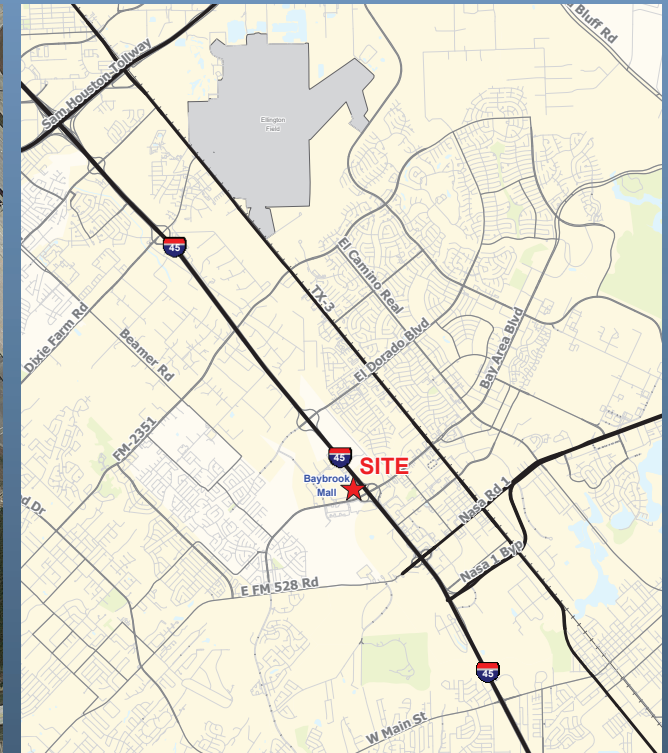 Bluff Rd
Sam Houston Tollway
Ellington
Field
45
El Camino Real
TX-3
Dixie Farm Rd
Beamer Rd
El Dorado Blvd
Bay Area Blvd
FM-2351
45
SITE
Baybrook
Mall
Nasa Rd 1
d Dr
Nasa 1 Byp
E FM 528 Rd
45
W Main St